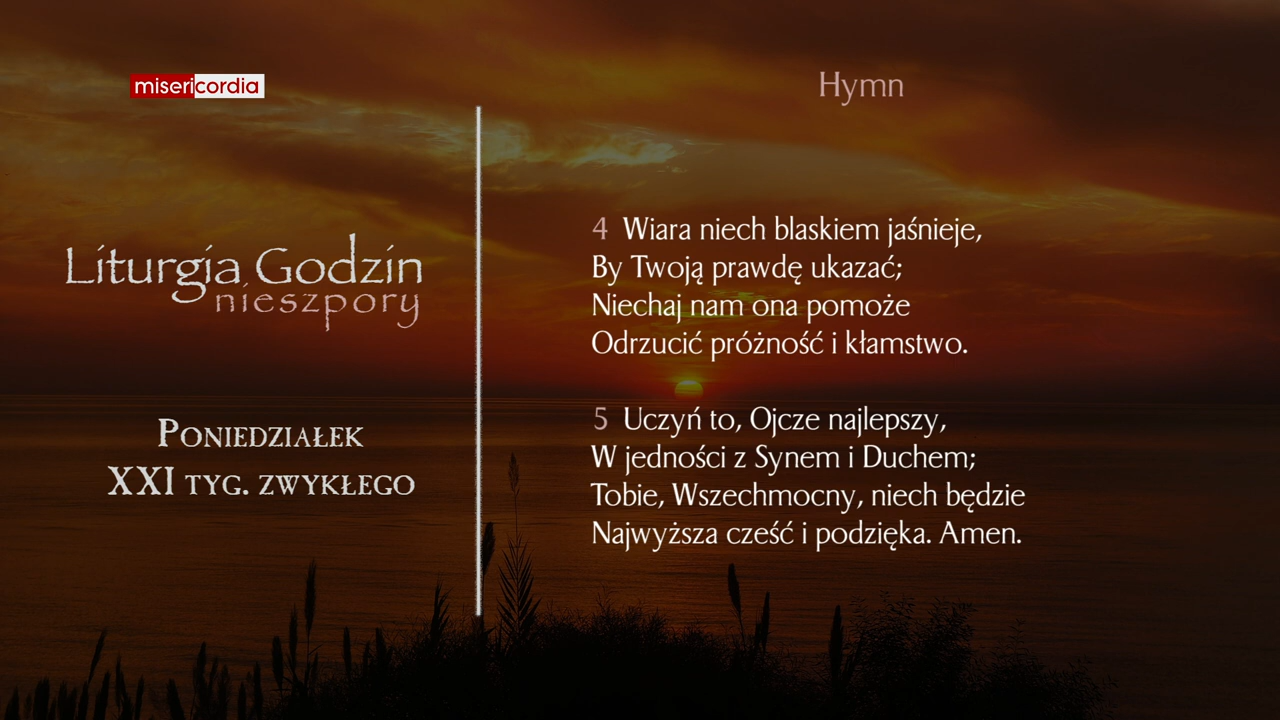 misericordia
Liturgia Godzin
nieszpory
Poniedziałek
XXI tyg. zwykłego
Hymn
4 Wiara niech blaskiem jaśnieje,
By Twoją prawdę ukazać;
Niechaj nam ona pomoże
Odrzucić próżność i kłamstwo.
5 Uczyń to, Ojcze najlepszy,
W jedności z Synem i Duchem;
Tobie, Wszechmocny, niech będzie
Najwyższa cześć i podzięka. Amen.